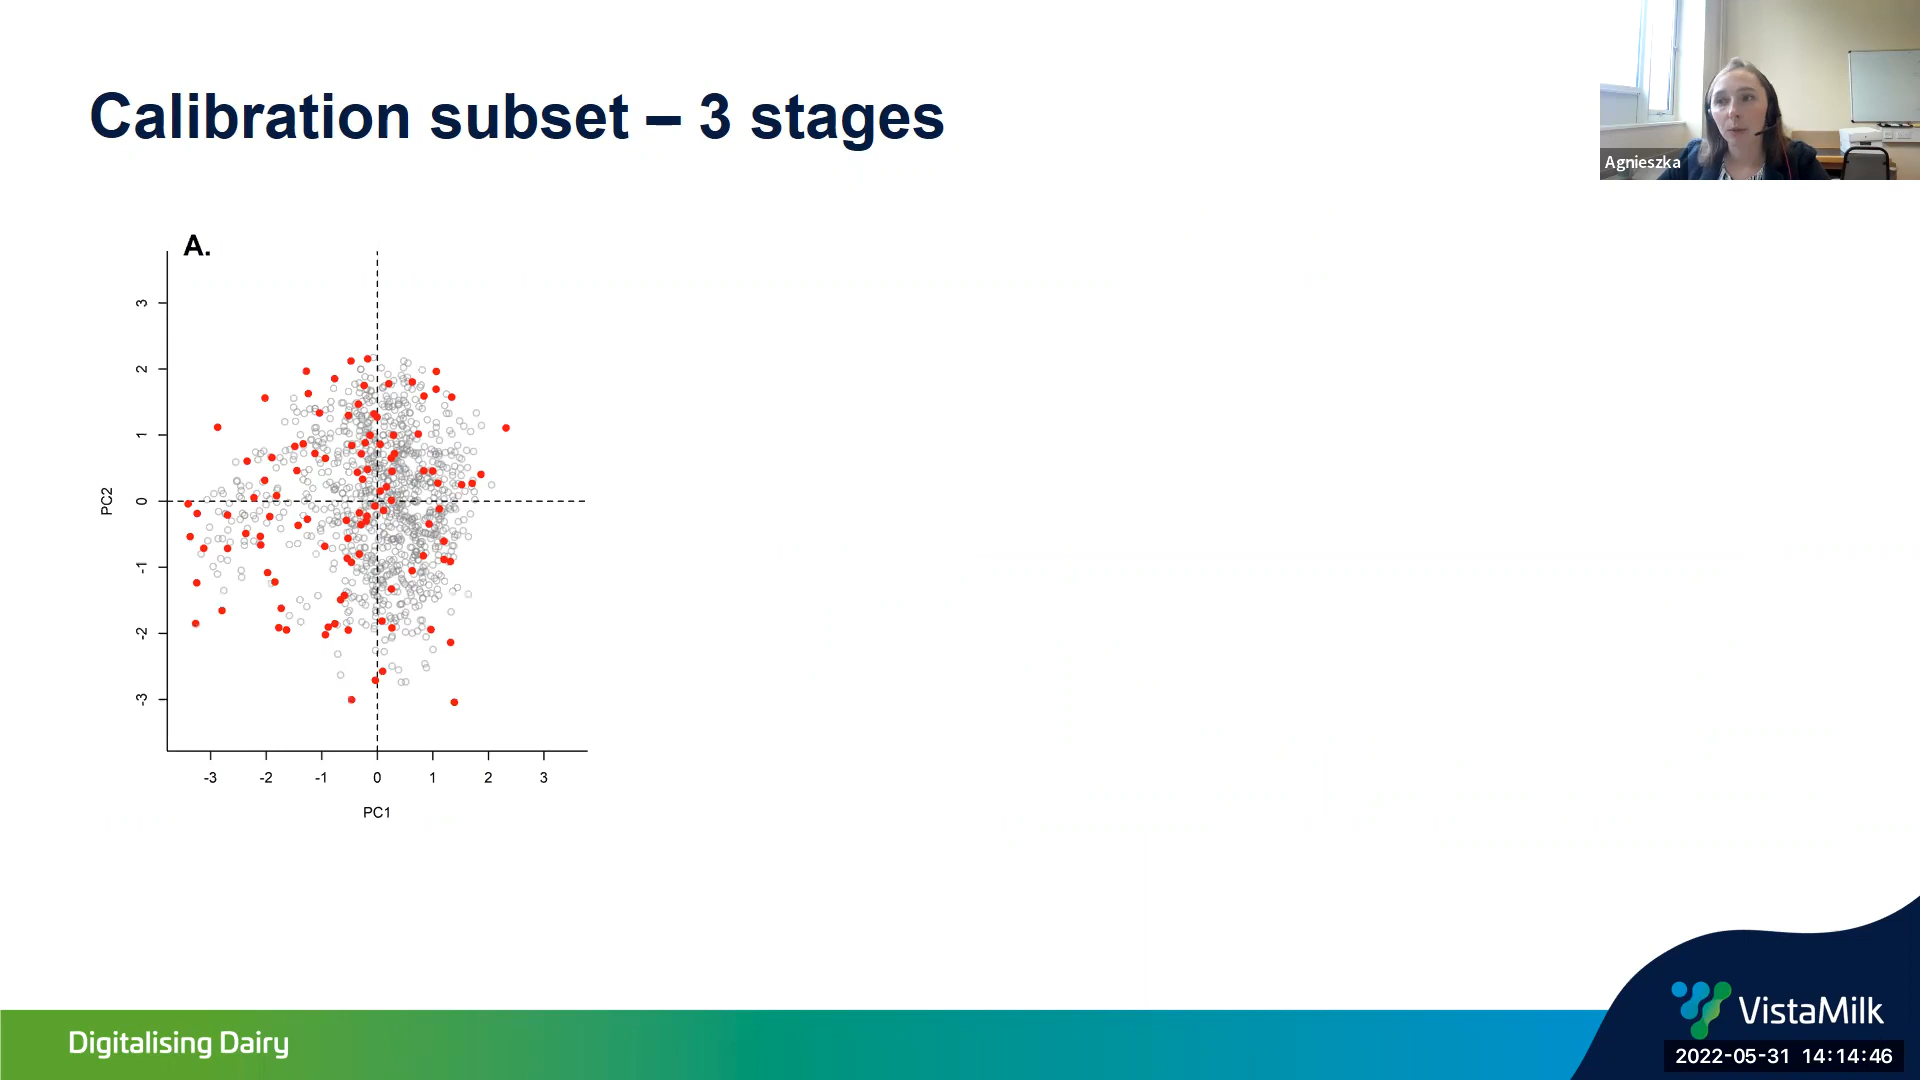 Calibration subset – 3 stages
Agnieszka
A.
3
2
1
0
-1
-2
-3
PC2
-3 -2 -1 0 1 2 3
PC1
Digitalising Dairy
VistaMilk
2022-05-31 14:14:46